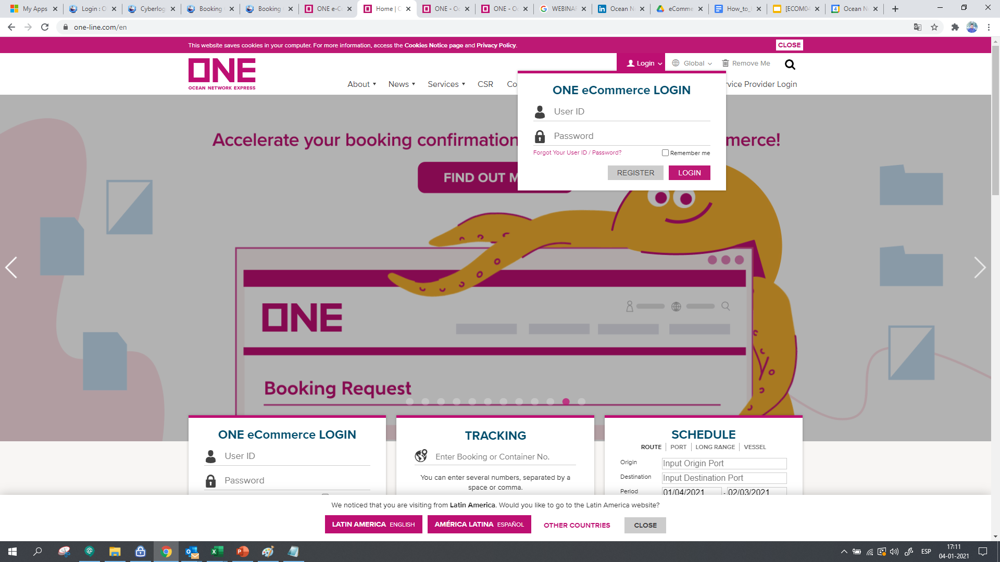 My Apps
Login : O
Cyberlog
Booking
Booking
ONE e-C
Home | C
ONE - Oc
ONE - Oc
WEBINAR
Ocean N
eComme
How_to_
[ECOM04
4
Ocean N
one-line.com/en
This website saves cookies in your computer. For more information, access the Cookies Notice page and Privacy Policy.
CLOSE
Login
Global
Remove Me
ONE
OCEAN NETWORK EXPRESS
About
News
Services
CSR
Co
rvice Provider Login
ONE eCommerce LOGIN
User ID
Password
Forgot Your User ID / Password?
Remember me
REGISTER
LOGIN
Accelerate your booking confirmation
merce!
FIND OUT M
ONE
Booking Request
ONE eCommerce LOGIN
User ID
Password
TRACKING
Enter Booking or Container No.
You can enter several numbers, separated by a
space or comma.
SCHEDULE
ROUTE
PORT
LONG RANGE
VESSEL
Origin
Input Origin Port
Destination
Input Destination Port
Period
01/04/2021 - 02/03/2021
We noticed that you are visiting from Latin America. Would you like to go to the Latin America website?
LATIN AMERICA ENGLISH
AMÉRICA LATINA ESPAÑOL
OTHER COUNTRIES
CLOSE
ESP
17:11
04-01-2021